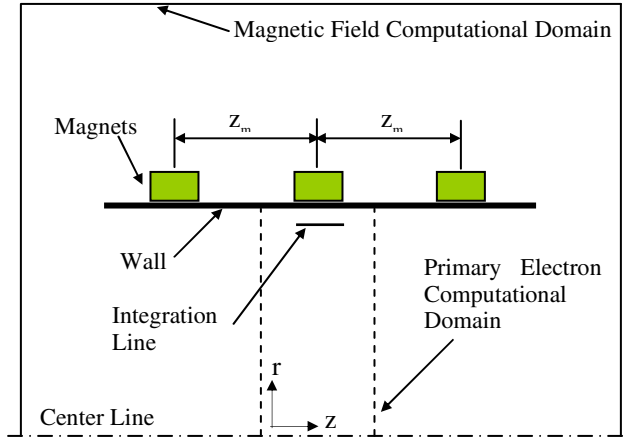 Magnetic Field Computational Domain
z_m
z_m
Magnets
Wall
Primary Electron
Computational
Domain
Integration
Line
r
Center Line
z